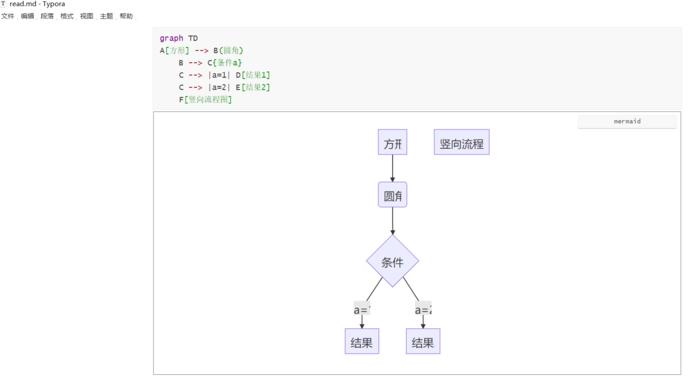 T read.md - Typora
文件 编辑 段落 格式 视图 主题 帮助
graph TD
A[方形] --> B(圆角)
B --> C{条件a}
C --> |a=1| D[结果1]
C --> |a=2| E[结果2]
F[竖向流程图]
mermaid
方形
竖向流程
圆角
条件
a=
a=2
结果
结果